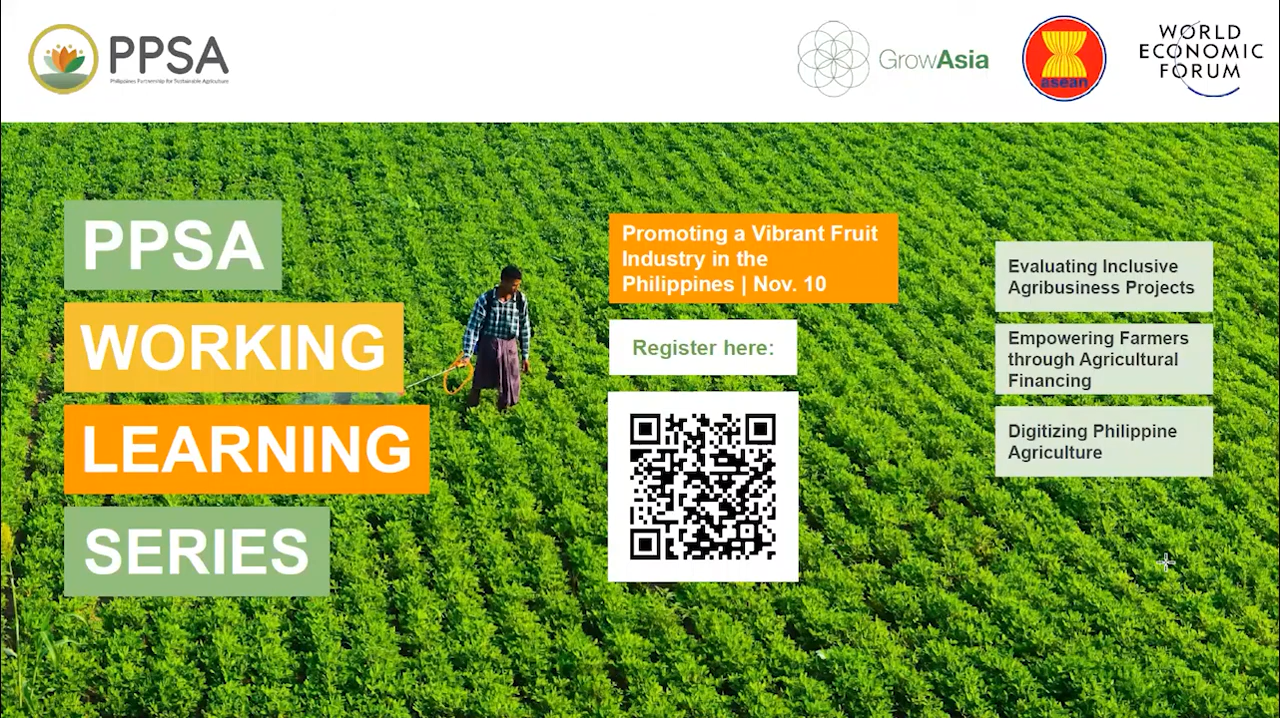 PPSA
Philippines Partnership for Sustainable Agriculture
GrowAsia
asean
WORLD
ECONOMIC
FORUM
PPSA
WORKING
LEARNING
SERIES
Promoting a Vibrant Fruit
Industry in the
Philippines | Nov. 10
Register here:
Evaluating Inclusive
Agribusiness Projects
Empowering Farmers
through Agricultural
Financing
Digitizing Philippine
Agriculture